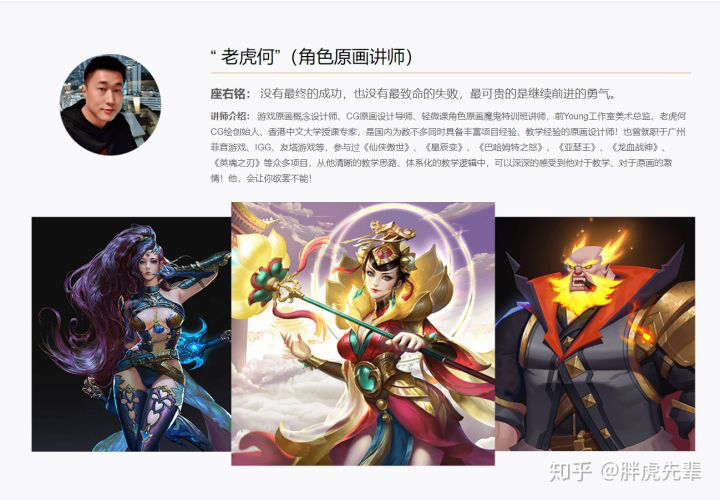 “ 老虎何”（角色原画讲师）
座右铭： 没有最终的成功，也没有最致命的失败，最可贵的是继续前进的勇气。
讲师介绍： 游戏原画概念设计师、CG原画设计导师、轻微课角色原画魔鬼特训班讲师，前Young工作室美术总监、老虎何
CG绘创始人、香港中文大学授课专家，是国内为数不多同时具备丰富项目经验、教学经验的原画设计师！也曾就职于广州
菲音游戏、IGG、友塔游戏等，参与过《仙侠傲世》、《星辰变》、《巴哈姆特之怒》、《亚瑟王》、《龙血战神》、
《英魂之刃》等众多项目，从他清晰的教学思路、体系化的教学逻辑中，可以深深的感受到他对于教学、对于原画的激
情！他，会让你欲罢不能！
知乎 @胖虎先辈